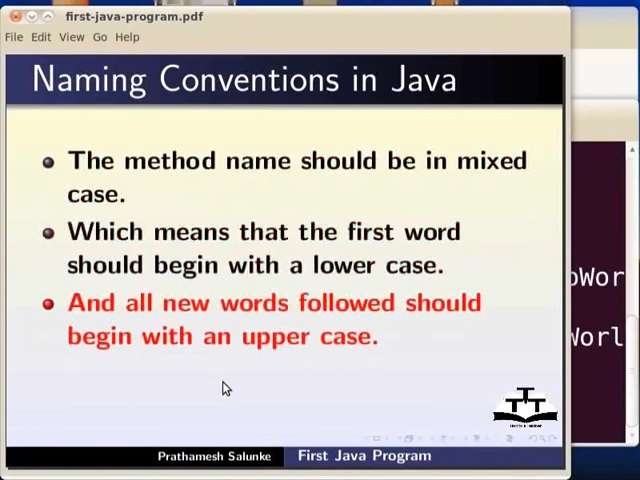 first-java-program.pdf
File Edit View Go Help
Naming Conventions in Java
The method name should be in mixed
case.
Which means that the first word
should begin with a lower case.
And all new words followed should
begin with an upper case.
Prathamesh Salunke First Java Program
oWor
Worl